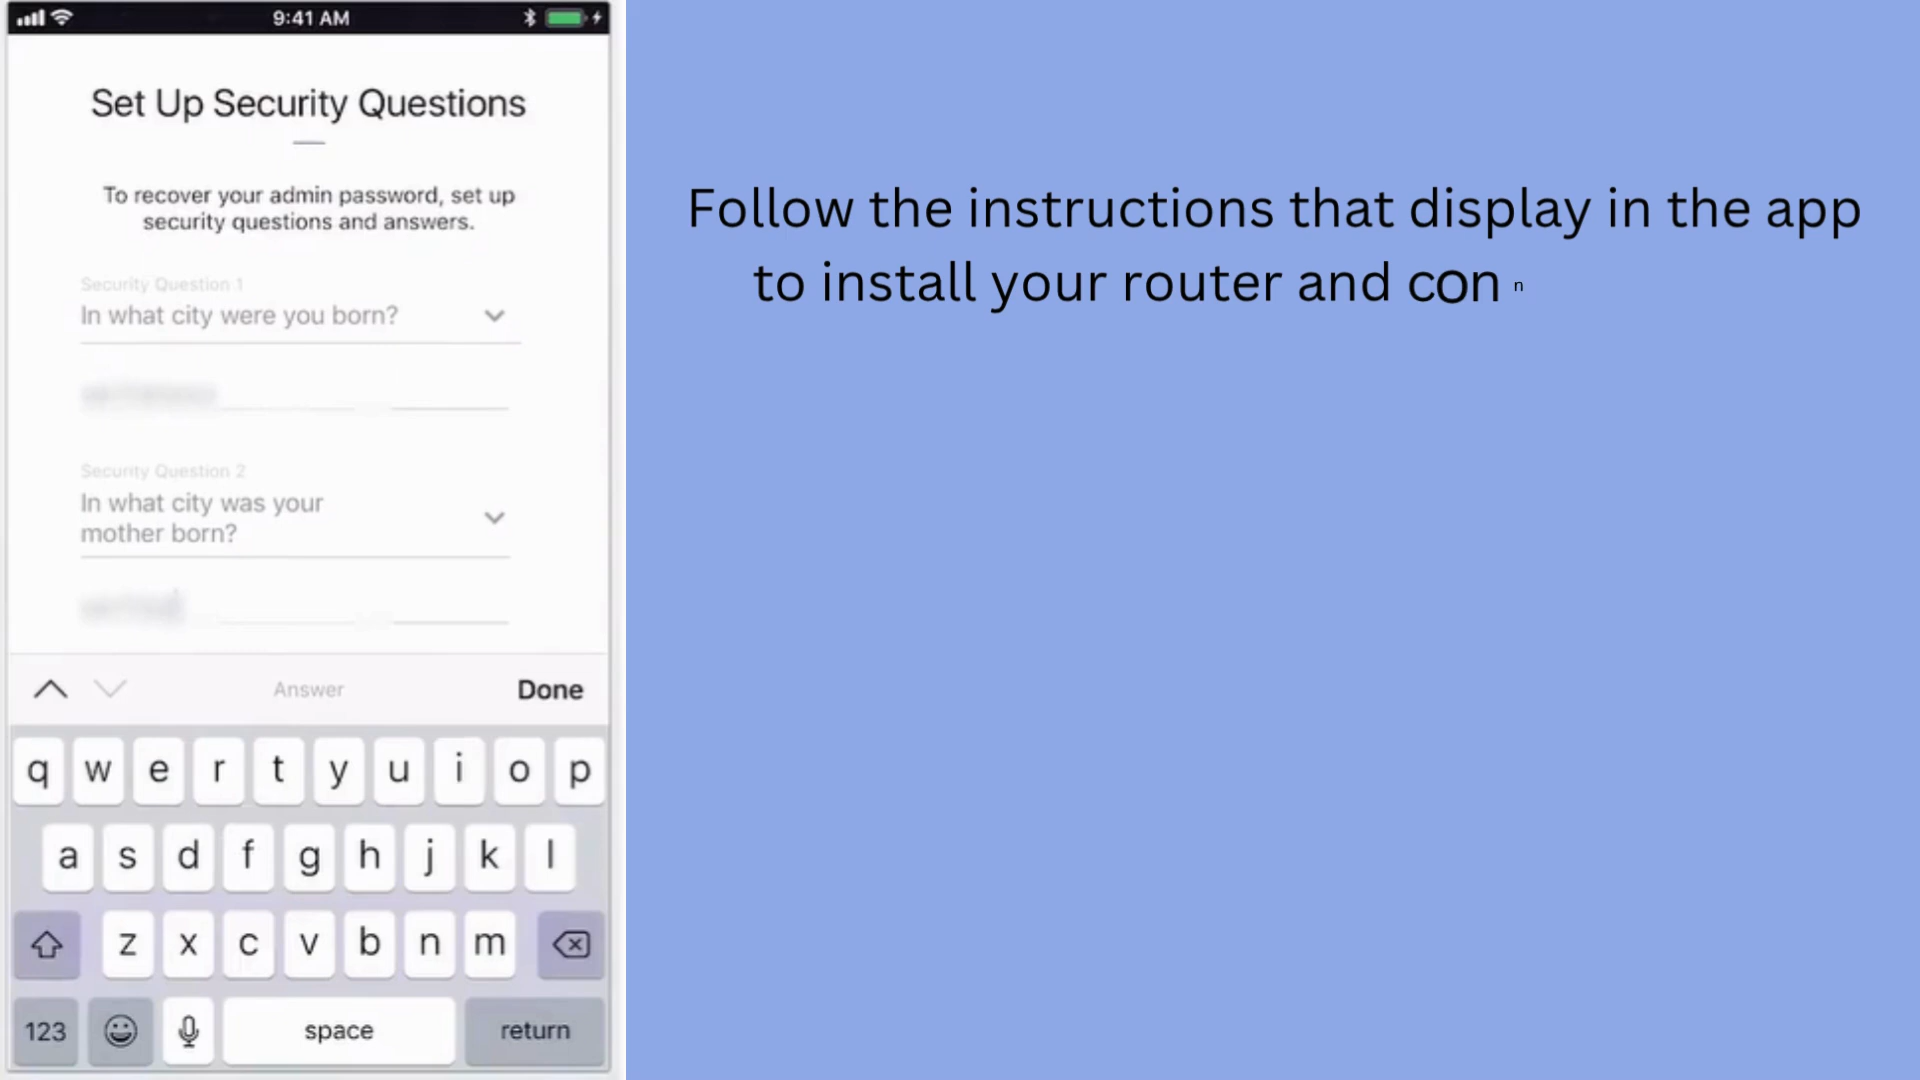 9:41 AM
Set Up Security Questions
To recover your admin password, set up
security questions and answers.
Security Question 1
In what city were you born?
Security Question 2
In what city was your
mother born?
Answer
Done
q w e r t y u i o p
a s d f g h j k l
z x c v b n m
123 space return
Follow the instructions that display in the app
to install your router and con n